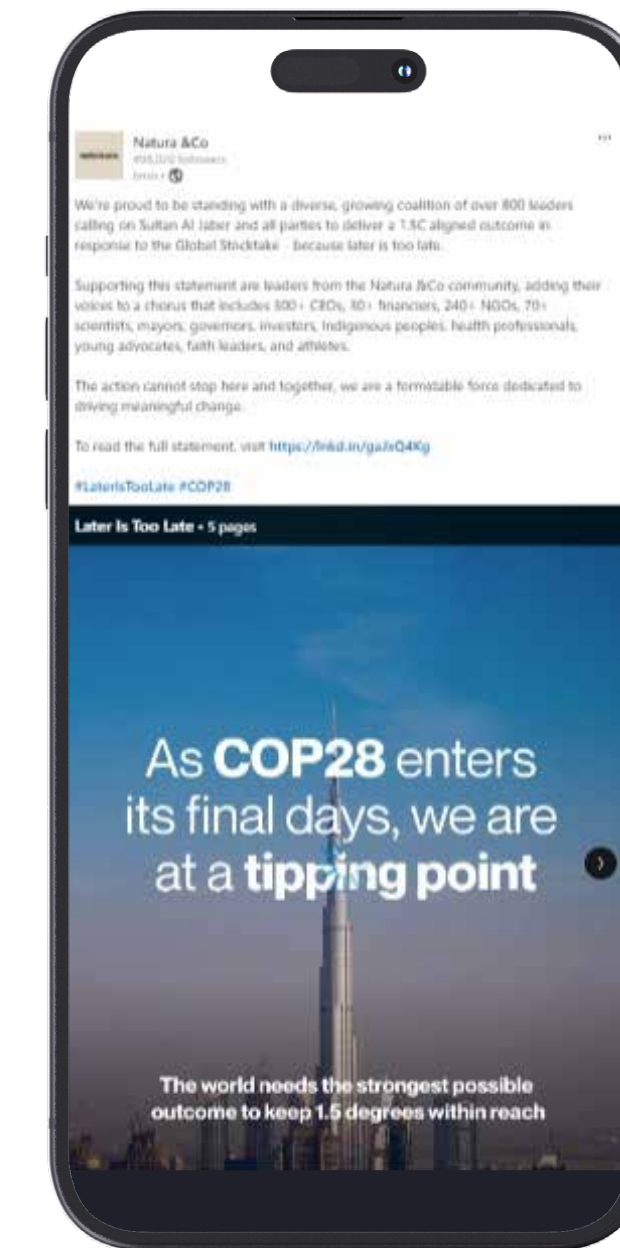 Natura &Co
We're proud to be standing with a diverse, growing coalition of over 800 leaders
calling on Sultan Al Jaber and all parties to deliver a 1.5C aligned outcome in
response to the Global Stocktake - because later is too late.
Supporting this statement are leaders from the Natura &Co community, adding their
voices to a chorus that includes CEOs, financiers, 240+ NGOs, 70+
scientists, mayors, governors, investors, Indigenous peoples, health professionals,
young advocates, faith leaders, and athletes.
The action cannot stop here and together, we are a formidable force dedicated to
driving meaningful change.
To read the full statement, visit
#LaterIsTooLate #COP28
Later Is Too Late • 5 pages
As COP28 enters
its final days, we are
at a tipping point
The world needs the strongest possible
outcome to keep 1.5 degrees within reach